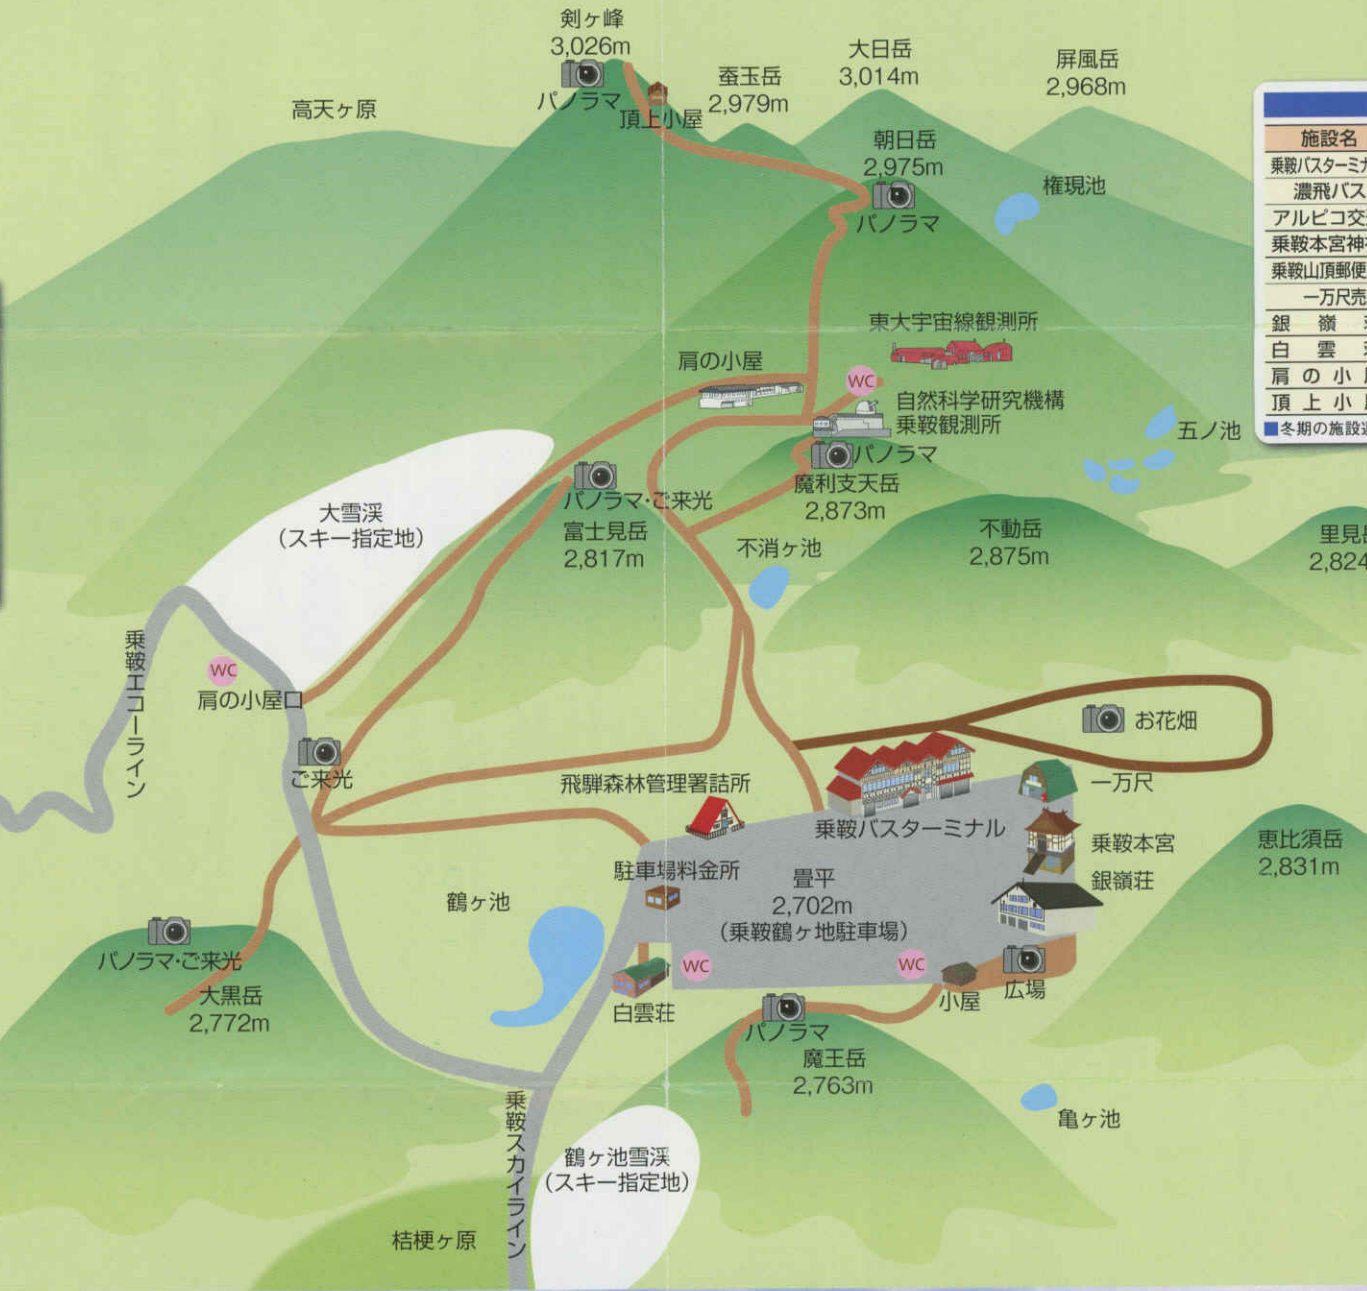 剣ヶ峰
3,026m
パノラマ
頂上小屋
蚕玉岳
2,979m
大日岳
3,014m
屏風岳
2,968m
高天ヶ原
朝日岳
2,975m
パノラマ
権現池
施設名
乗鞍バスターミナ
濃飛バス
アルピコ交
乗鞍本宮神
乗鞍山頂郵便
一万尺売
銀嶺
白雲
肩の小
頂上小
■冬期の施設
東大宇宙線観測所
肩の小屋
WC
自然科学研究機構
乗鞍観測所
パノラマ
魔利支天岳
2,873m
五ノ池
大雪渓
(スキー指定地)
パノラマ・ご来光
富士見岳
2,817m
不消ヶ池
不動岳
2,875m
里見
2,824
乗鞍エコーライン
WC
肩の小屋口
ご来光
お花畑
飛騨森林管理署詰所
乗鞍バスターミナル
一万尺
乗鞍本宮
銀嶺荘
恵比須岳
2,831m
駐車場料金所
畳平
2,702m
(乗鞍鶴ヶ池駐車場)
鶴ヶ池
パノラマ・ご来光
大黒岳
2,772m
WC
WC
白雲荘
小屋
広場
パノラマ
魔王岳
2,763m
亀ヶ池
乗鞍スカイライン
鶴ヶ池雪渓
(スキー指定地)
桔梗ヶ原